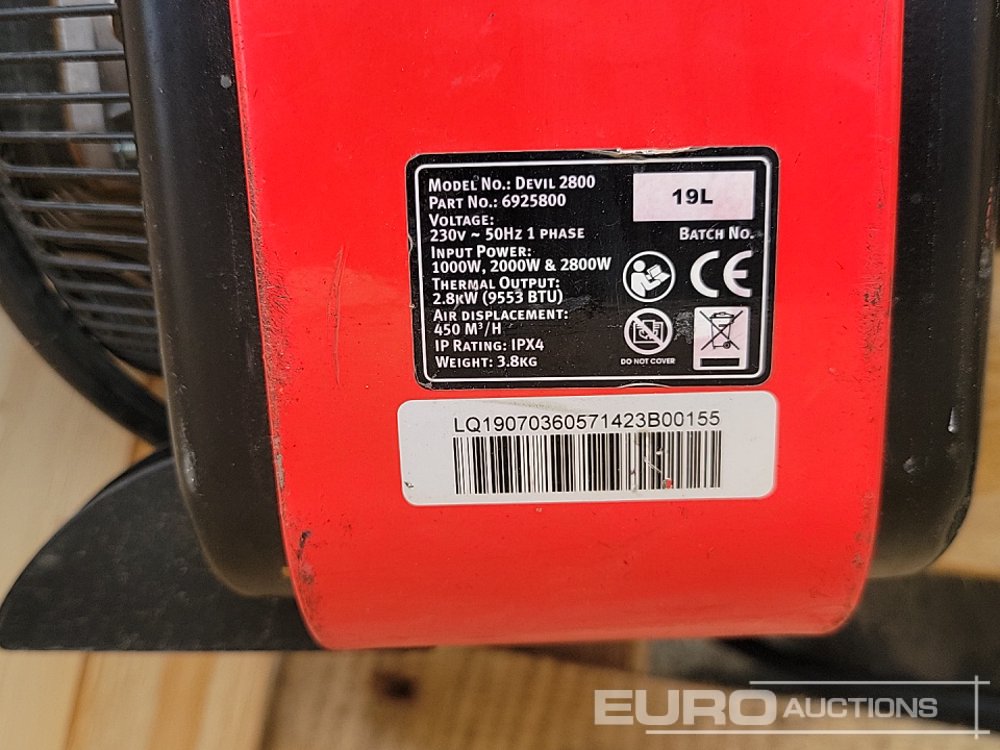 Model No.: Devil 2800
Part No.: 6925800
Voltage:
230v ~ 50Hz 1 phase
Input Power:
1000W, 2000W & 2800W
Thermal Output:
2.8kW (9553 BTU)
Air displacement:
450 M³/H
IP Rating: IPX4
Weight: 3.8kg
19L
Batch No.
CE
DO NOT COVER
LQ19070360571423B00155
EURO AUCTIONS